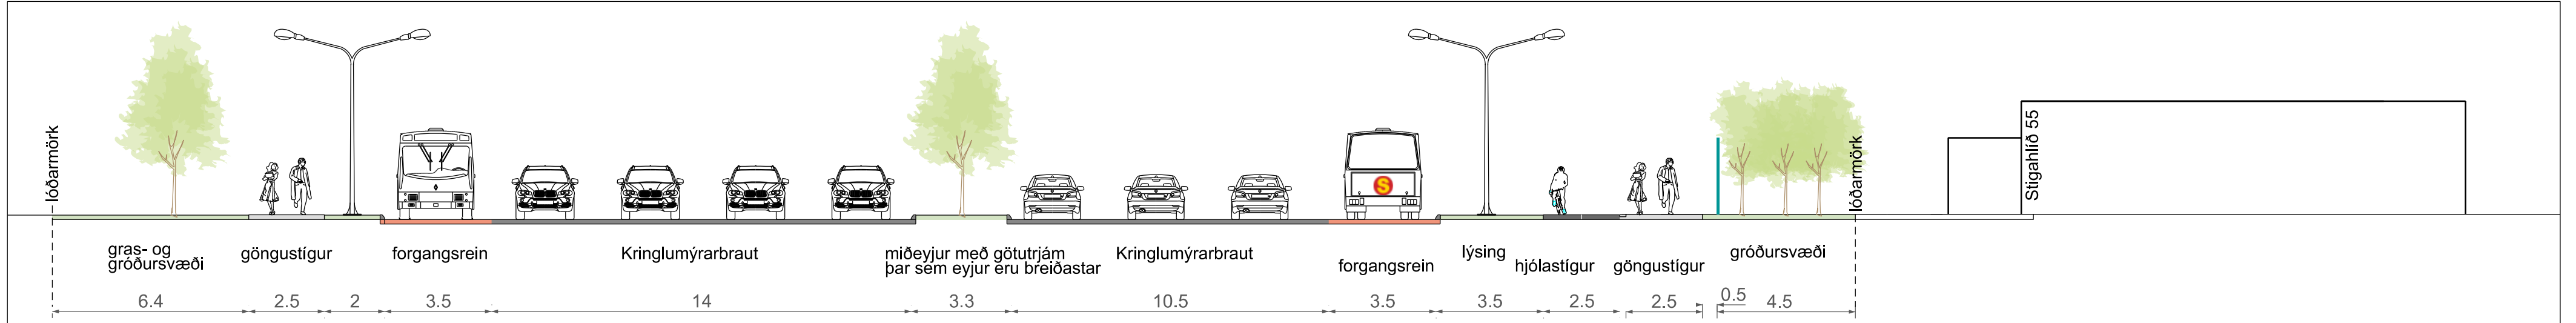 lóðarmörk
S
Stigahlíð 55
lóðarmörk
gras- og
gróðursvæði
göngustígur
forgangsrein
Kringlumýrarbraut
miðeyjur með götutrjám
þar sem eyjur eru breiðastar
Kringlumýrarbraut
forgangsrein
lýsing
hjólastígur
göngustígur
gróðursvæði
6.4
2.5
2
3.5
14
3.3
10.5
3.5
3.5
2.5
2.5
0.5
4.5